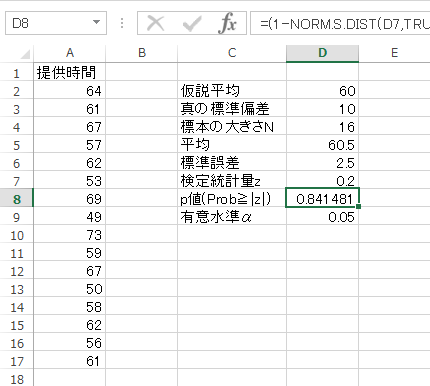 D8 =(1-NORM.S.DIST(D7,TRU
A B C D E
1 提供時間
2 64 仮説平均 60
3 61 真の標準偏差 10
4 67 標本の大きさN 16
5 57 平均 60.5
6 62 標準誤差 2.5
7 53 検定統計量z 0.2
8 69 p値(Prob≧|z|) 0.841481
9 49 有意水準α 0.05
10 73
11 59
12 67
13 50
14 58
15 62
16 56
17 61